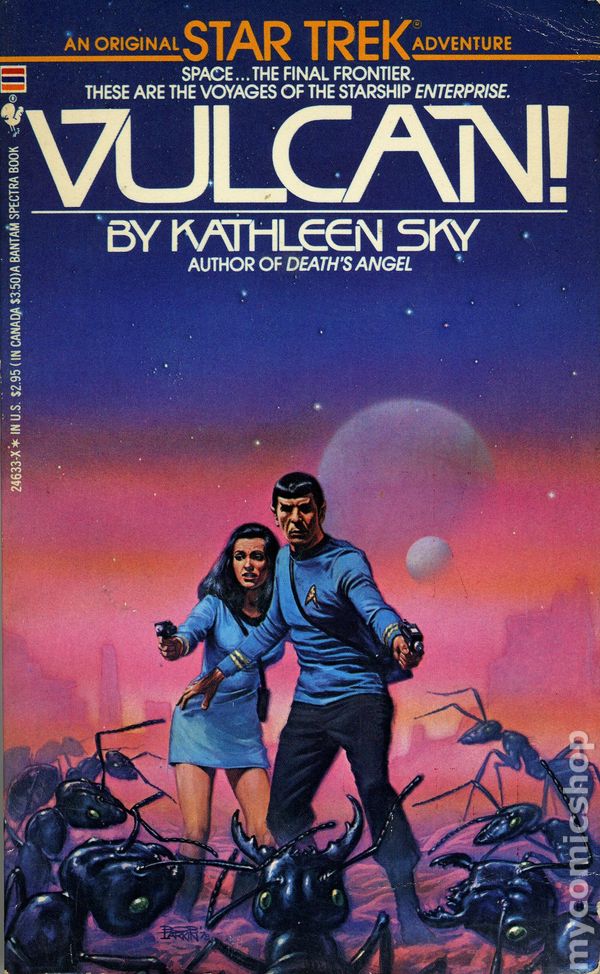 AN ORIGINAL STAR TREK® ADVENTURE
SPACE...THE FINAL FRONTIER.
THESE ARE THE VOYAGES OF THE STARSHIP ENTERPRISE.
VULCAN!
BY KATHLEEN SKY
AUTHOR OF DEATH'S ANGEL
24633-X ★ IN U.S. $2.95 (IN CANADA $3.50) A BANTAM SPECTRA BOOK
mycomicshop